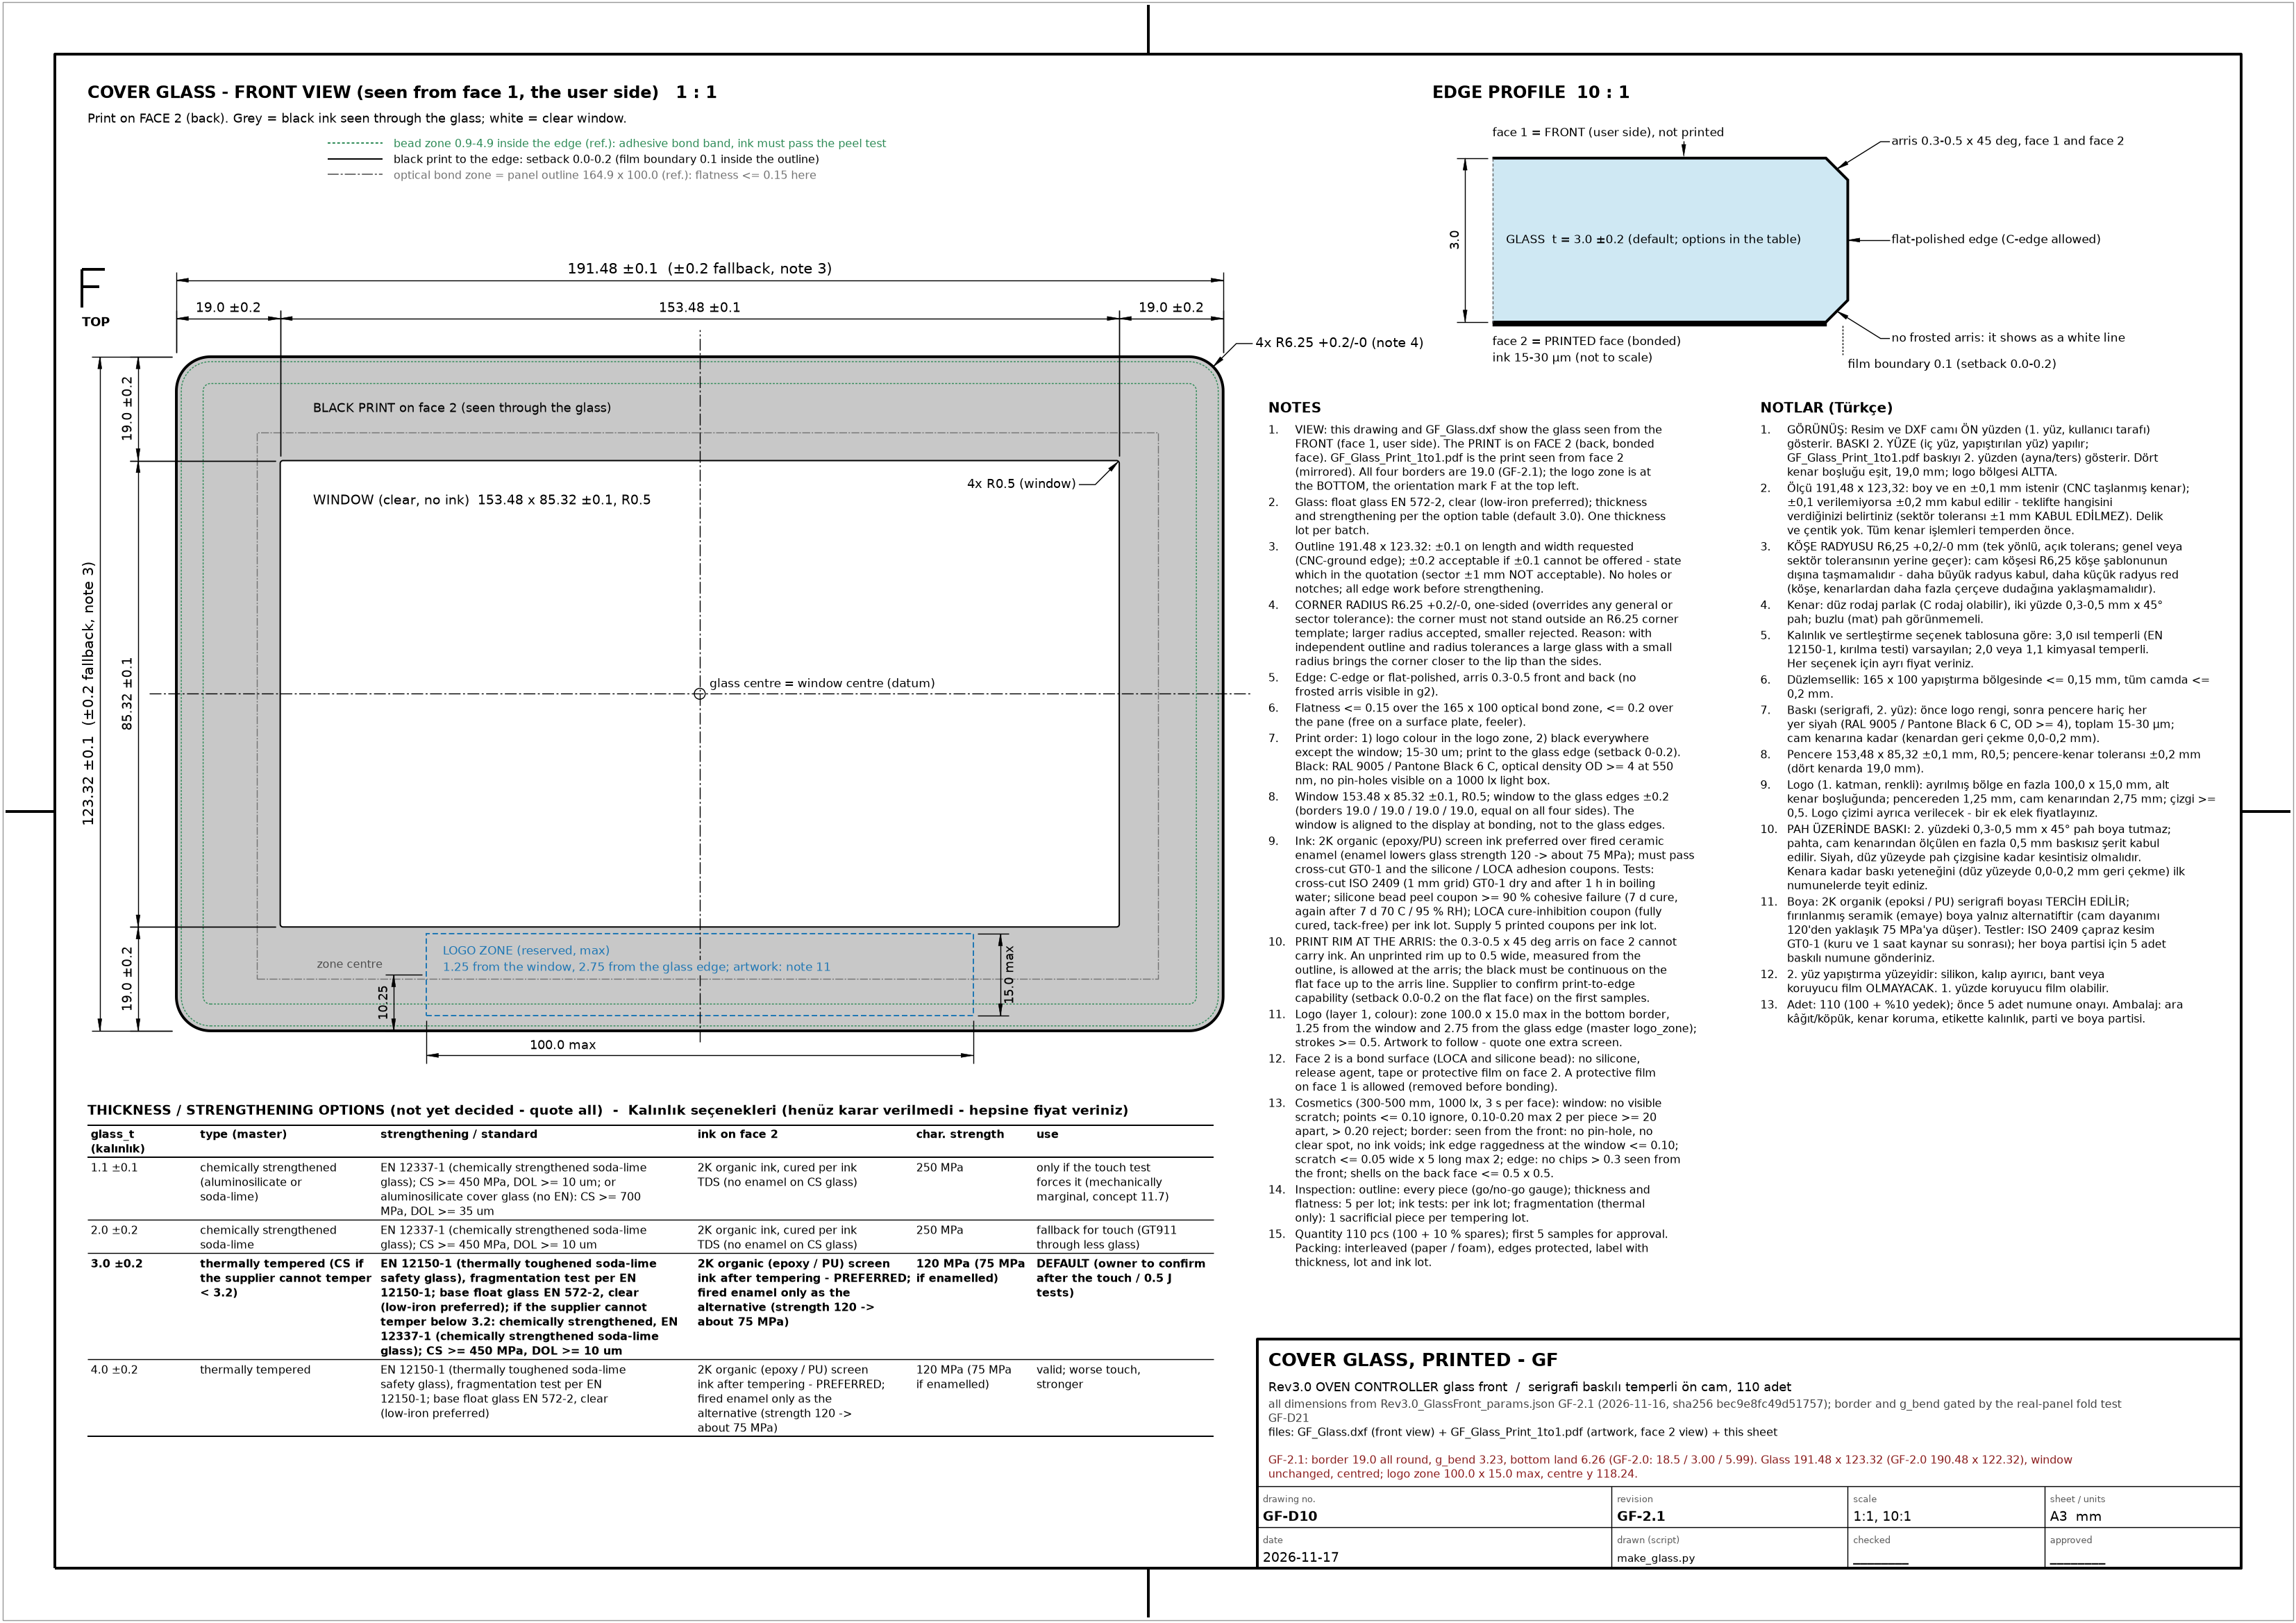 COVER GLASS - FRONT VIEW (seen from face 1, the user side)   1 : 1
Print on FACE 2 (back). Grey = black ink seen through the glass; white = clear window.
bead zone 0.9-4.9 inside the edge (ref.): adhesive bond band, ink must pass the peel test
black print to the edge: setback 0.0-0.2 (film boundary 0.1 inside the outline)
optical bond zone = panel outline 164.9 x 100.0 (ref.): flatness <= 0.15 here
F
TOP
191.48 ±0.1  (±0.2 fallback, note 3)
19.0 ±0.2
153.48 ±0.1
19.0 ±0.2
4x R6.25 +0.2/-0 (note 4)
123.32 ±0.1  (±0.2 fallback, note 3)
19.0 ±0.2
85.32 ±0.1
19.0 ±0.2
BLACK PRINT on face 2 (seen through the glass)
4x R0.5 (window)
WINDOW (clear, no ink)  153.48 x 85.32 ±0.1, R0.5
glass centre = window centre (datum)
zone centre
LOGO ZONE (reserved, max)
1.25 from the window, 2.75 from the glass edge; artwork: note 11
10.25
15.0 max
100.0 max
EDGE PROFILE  10 : 1
face 1 = FRONT (user side), not printed
arris 0.3-0.5 x 45 deg, face 1 and face 2
3.0
GLASS  t = 3.0 ±0.2 (default; options in the table)
flat-polished edge (C-edge allowed)
no frosted arris: it shows as a white line
face 2 = PRINTED face (bonded)
ink 15-30 µm (not to scale)
film boundary 0.1 (setback 0.0-0.2)
NOTES
1. VIEW: this drawing and GF_Glass.dxf show the glass seen from the
FRONT (face 1, user side). The PRINT is on FACE 2 (back, bonded
face). GF_Glass_Print_1to1.pdf is the print seen from face 2
(mirrored). All four borders are 19.0 (GF-2.1); the logo zone is at
the BOTTOM, the orientation mark F at the top left.
2. Glass: float glass EN 572-2, clear (low-iron preferred); thickness
and strengthening per the option table (default 3.0). One thickness
lot per batch.
3. Outline 191.48 x 123.32: ±0.1 on length and width requested
(CNC-ground edge); ±0.2 acceptable if ±0.1 cannot be offered - state
which in the quotation (sector ±1 mm NOT acceptable). No holes or
notches; all edge work before strengthening.
4. CORNER RADIUS R6.25 +0.2/-0, one-sided (overrides any general or
sector tolerance): the corner must not stand outside an R6.25 corner
template; larger radius accepted, smaller rejected. Reason: with
independent outline and radius tolerances a large glass with a small
radius brings the corner closer to the lip than the sides.
5. Edge: C-edge or flat-polished, arris 0.3-0.5 front and back (no
frosted arris visible in g2).
6. Flatness <= 0.15 over the 165 x 100 optical bond zone, <= 0.2 over
the pane (free on a surface plate, feeler).
7. Print order: 1) logo colour in the logo zone, 2) black everywhere
except the window; 15-30 um; print to the glass edge (setback 0-0.2).
Black: RAL 9005 / Pantone Black 6 C, optical density OD >= 4 at 550
nm, no pin-holes visible on a 1000 lx light box.
8. Window 153.48 x 85.32 ±0.1, R0.5; window to the glass edges ±0.2
(borders 19.0 / 19.0 / 19.0 / 19.0, equal on all four sides). The
window is aligned to the display at bonding, not to the glass edges.
9. Ink: 2K organic (epoxy/PU) screen ink preferred over fired ceramic
enamel (enamel lowers glass strength 120 -> about 75 MPa); must pass
cross-cut GT0-1 and the silicone / LOCA adhesion coupons. Tests:
cross-cut ISO 2409 (1 mm grid) GT0-1 dry and after 1 h in boiling
water; silicone bead peel coupon >= 90 % cohesive failure (7 d cure,
again after 7 d 70 C / 95 % RH); LOCA cure-inhibition coupon (fully
cured, tack-free) per ink lot. Supply 5 printed coupons per ink lot.
10. PRINT RIM AT THE ARRIS: the 0.3-0.5 x 45 deg arris on face 2 cannot
carry ink. An unprinted rim up to 0.5 wide, measured from the
outline, is allowed at the arris; the black must be continuous on the
flat face up to the arris line. Supplier to confirm print-to-edge
capability (setback 0.0-0.2 on the flat face) on the first samples.
11. Logo (layer 1, colour): zone 100.0 x 15.0 max in the bottom border,
1.25 from the window and 2.75 from the glass edge (master logo_zone);
strokes >= 0.5. Artwork to follow - quote one extra screen.
12. Face 2 is a bond surface (LOCA and silicone bead): no silicone,
release agent, tape or protective film on face 2. A protective film
on face 1 is allowed (removed before bonding).
13. Cosmetics (300-500 mm, 1000 lx, 3 s per face): window: no visible
scratch; points <= 0.10 ignore, 0.10-0.20 max 2 per piece >= 20
apart, > 0.20 reject; border: seen from the front: no pin-hole, no
clear spot, no ink voids; ink edge raggedness at the window <= 0.10;
scratch <= 0.05 wide x 5 long max 2; edge: no chips > 0.3 seen from
the front; shells on the back face <= 0.5 x 0.5.
14. Inspection: outline: every piece (go/no-go gauge); thickness and
flatness: 5 per lot; ink tests: per ink lot; fragmentation (thermal
only): 1 sacrificial piece per tempering lot.
15. Quantity 110 pcs (100 + 10 % spares); first 5 samples for approval.
Packing: interleaved (paper / foam), edges protected, label with
thickness, lot and ink lot.
NOTLAR (Türkçe)
1. GÖRÜNÜŞ: Resim ve DXF camı ÖN yüzden (1. yüz, kullanıcı tarafı)
gösterir. BASKI 2. YÜZE (iç yüz, yapıştırılan yüz) yapılır;
GF_Glass_Print_1to1.pdf baskıyı 2. yüzden (ayna/ters) gösterir. Dört
kenar boşluğu eşit, 19,0 mm; logo bölgesi ALTTA.
2. Ölçü 191,48 x 123,32: boy ve en ±0,1 mm istenir (CNC taşlanmış kenar);
±0,1 verilemiyorsa ±0,2 mm kabul edilir - teklifte hangisini
verdiğinizi belirtiniz (sektör toleransı ±1 mm KABUL EDİLMEZ). Delik
ve çentik yok. Tüm kenar işlemleri temperden önce.
3. KÖŞE RADYUSU R6,25 +0,2/-0 mm (tek yönlü, açık tolerans; genel veya
sektör toleransının yerine geçer): cam köşesi R6,25 köşe şablonunun
dışına taşmamalıdır - daha büyük radyus kabul, daha küçük radyus red
(köşe, kenarlardan daha fazla çerçeve dudağına yaklaşmamalıdır).
4. Kenar: düz rodaj parlak (C rodaj olabilir), iki yüzde 0,3-0,5 mm x 45°
pah; buzlu (mat) pah görünmemeli.
5. Kalınlık ve sertleştirme seçenek tablosuna göre: 3,0 ısıl temperli (EN
12150-1, kırılma testi) varsayılan; 2,0 veya 1,1 kimyasal temperli.
Her seçenek için ayrı fiyat veriniz.
6. Düzlemsellik: 165 x 100 yapıştırma bölgesinde <= 0,15 mm, tüm camda <=
0,2 mm.
7. Baskı (serigrafi, 2. yüz): önce logo rengi, sonra pencere hariç her
yer siyah (RAL 9005 / Pantone Black 6 C, OD >= 4), toplam 15-30 µm;
cam kenarına kadar (kenardan geri çekme 0,0-0,2 mm).
8. Pencere 153,48 x 85,32 ±0,1 mm, R0,5; pencere-kenar toleransı ±0,2 mm
(dört kenarda 19,0 mm).
9. Logo (1. katman, renkli): ayrılmış bölge en fazla 100,0 x 15,0 mm, alt
kenar boşluğunda; pencereden 1,25 mm, cam kenarından 2,75 mm; çizgi >=
0,5. Logo çizimi ayrıca verilecek - bir ek elek fiyatlayınız.
10. PAH ÜZERİNDE BASKI: 2. yüzdeki 0,3-0,5 mm x 45° pah boya tutmaz;
pahta, cam kenarından ölçülen en fazla 0,5 mm baskısız şerit kabul
edilir. Siyah, düz yüzeyde pah çizgisine kadar kesintisiz olmalıdır.
Kenara kadar baskı yeteneğini (düz yüzeyde 0,0-0,2 mm geri çekme) ilk
numunelerde teyit ediniz.
11. Boya: 2K organik (epoksi / PU) serigrafi boyası TERCİH EDİLİR;
fırınlanmış seramik (emaye) boya yalnız alternatiftir (cam dayanımı
120'den yaklaşık 75 MPa'ya düşer). Testler: ISO 2409 çapraz kesim
GT0-1 (kuru ve 1 saat kaynar su sonrası); her boya partisi için 5 adet
baskılı numune gönderiniz.
12. 2. yüz yapıştırma yüzeyidir: silikon, kalıp ayırıcı, bant veya
koruyucu film OLMAYACAK. 1. yüzde koruyucu film olabilir.
13. Adet: 110 (100 + %10 yedek); önce 5 adet numune onayı. Ambalaj: ara
kâğıt/köpük, kenar koruma, etikette kalınlık, parti ve boya partisi.
THICKNESS / STRENGTHENING OPTIONS (not yet decided - quote all)  -  Kalınlık seçenekleri (henüz karar verilmedi - hepsine fiyat veriniz)
glass_t
(kalınlık)
type (master)
strengthening / standard
ink on face 2
char. strength
use
1.1 ±0.1
chemically strengthened
(aluminosilicate or
soda-lime)
EN 12337-1 (chemically strengthened soda-lime
glass); CS >= 450 MPa, DOL >= 10 um; or
aluminosilicate cover glass (no EN): CS >= 700
MPa, DOL >= 35 um
2K organic ink, cured per ink
TDS (no enamel on CS glass)
250 MPa
only if the touch test
forces it (mechanically
marginal, concept 11.7)
2.0 ±0.2
chemically strengthened
soda-lime
EN 12337-1 (chemically strengthened soda-lime
glass); CS >= 450 MPa, DOL >= 10 um
2K organic ink, cured per ink
TDS (no enamel on CS glass)
250 MPa
fallback for touch (GT911
through less glass)
3.0 ±0.2
thermally tempered (CS if
the supplier cannot temper
< 3.2)
EN 12150-1 (thermally toughened soda-lime
safety glass), fragmentation test per EN
12150-1; base float glass EN 572-2, clear
(low-iron preferred); if the supplier cannot
temper below 3.2: chemically strengthened, EN
12337-1 (chemically strengthened soda-lime
glass); CS >= 450 MPa, DOL >= 10 um
2K organic (epoxy / PU) screen
ink after tempering - PREFERRED;
fired enamel only as the
alternative (strength 120 ->
about 75 MPa)
120 MPa (75 MPa
if enamelled)
DEFAULT (owner to confirm
after the touch / 0.5 J
tests)
4.0 ±0.2
thermally tempered
EN 12150-1 (thermally toughened soda-lime
safety glass), fragmentation test per EN
12150-1; base float glass EN 572-2, clear
(low-iron preferred)
2K organic (epoxy / PU) screen
ink after tempering - PREFERRED;
fired enamel only as the
alternative (strength 120 ->
about 75 MPa)
120 MPa (75 MPa
if enamelled)
valid; worse touch,
stronger
COVER GLASS, PRINTED - GF
Rev3.0 OVEN CONTROLLER glass front  /  serigrafi baskılı temperli ön cam, 110 adet
all dimensions from Rev3.0_GlassFront_params.json GF-2.1 (2026-11-16, sha256 bec9e8fc49d51757); border and g_bend gated by the real-panel fold test
GF-D21
files: GF_Glass.dxf (front view) + GF_Glass_Print_1to1.pdf (artwork, face 2 view) + this sheet
GF-2.1: border 19.0 all round, g_bend 3.23, bottom land 6.26 (GF-2.0: 18.5 / 3.00 / 5.99). Glass 191.48 x 123.32 (GF-2.0 190.48 x 122.32), window
unchanged, centred; logo zone 100.0 x 15.0 max, centre y 118.24.
drawing no.
GF-D10
revision
GF-2.1
scale
1:1, 10:1
sheet / units
A3  mm
date
2026-11-17
drawn (script)
make_glass.py
checked
________
approved
________